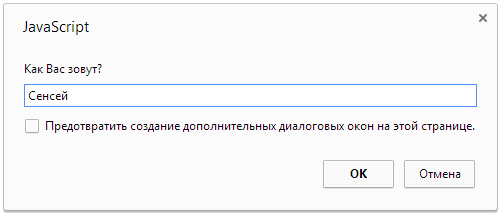 JavaScript
Как Вас зовут?
Сенсей
Предотвратить создание дополнительных диалоговых окон на этой странице.
OK Отмена